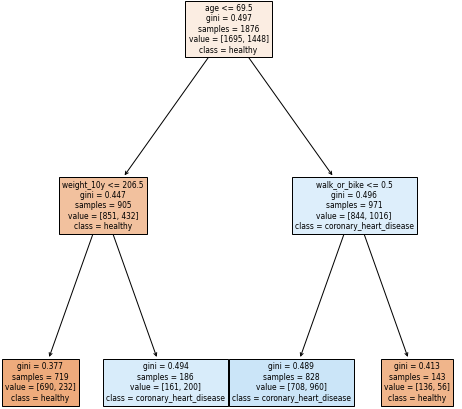 age <= 69.5
gini = 0.497
samples = 1876
value = [1695, 1448]
class = healthy
weight_10y <= 206.5
gini = 0.447
samples = 905
value = [851, 432]
class = healthy
walk_or_bike <= 0.5
gini = 0.496
samples = 971
value = [844, 1016]
class = coronary_heart_disease
gini = 0.377
samples = 719
value = [690, 232]
class = healthy
gini = 0.494
samples = 186
value = [161, 200]
class = coronary_heart_disease
gini = 0.489
samples = 828
value = [708, 960]
class = coronary_heart_disease
gini = 0.413
samples = 143
value = [136, 56]
class = healthy